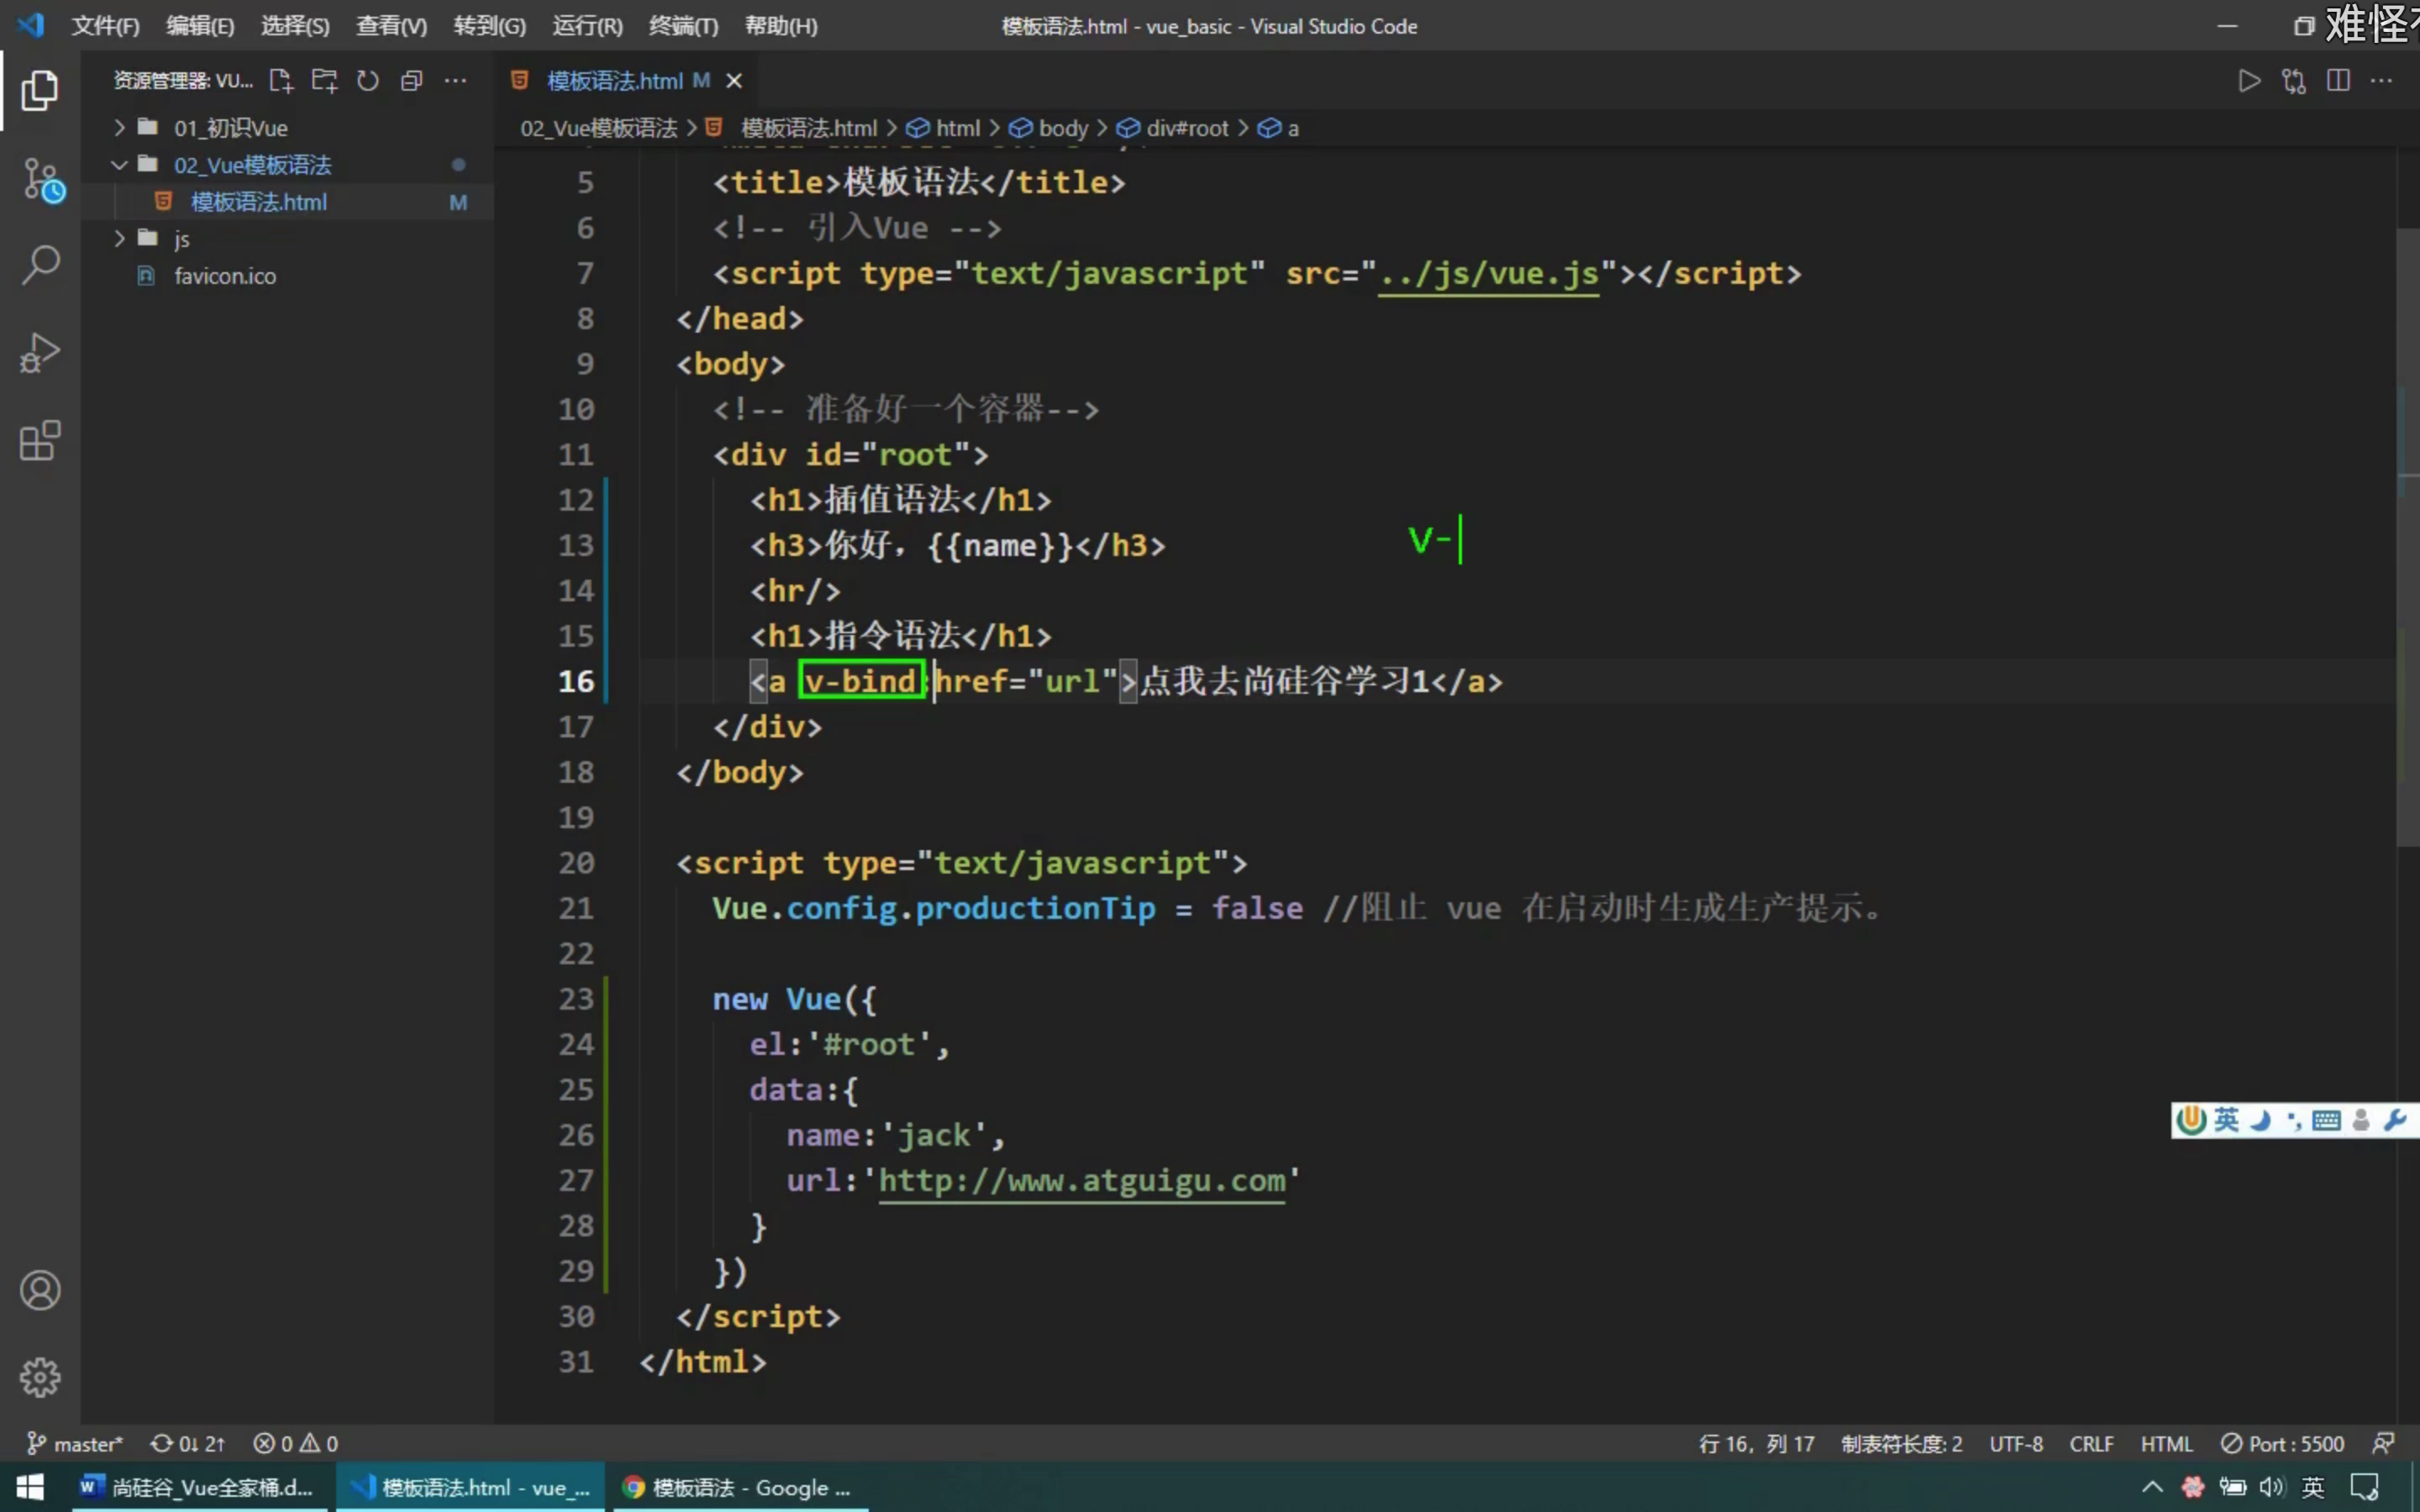 文件(F) 编辑(E) 选择(S) 查看(V) 转到(G) 运行(R) 终端(T) 帮助(H) 模板语法.html - vue_basic - Visual Studio Code 难怪
资源管理器: VU... 模板语法.html M
01_初识Vue
02_Vue模板语法
模板语法.html M
js
favicon.ico
02_Vue模板语法 > 模板语法.html > html > body > div#root > a
5 <title>模板语法</title>
6 <!-- 引入Vue -->
7 <script type="text/javascript" src="../js/vue.js"></script>
8 </head>
9 <body>
10 <!-- 准备好一个容器-->
11 <div id="root">
12 <h1>插值语法</h1>
13 <h3>你好，{{name}}</h3>
v-
14 <hr/>
15 <h1>指令语法</h1>
16 <a v-bind:href="url">点我去尚硅谷学习1</a>
17 </div>
18 </body>
19
20 <script type="text/javascript">
21 Vue.config.productionTip = false //阻止 vue 在启动时生成生产提示。
22
23 new Vue({
24 el:'#root',
25 data:{
26 name:'jack',
27 url:'http://www.atguigu.com'
28 }
29 })
30 </script>
31 </html>
英
master* 0↓ 2↑ 0 0 行 16，列 17 制表符长度: 2 UTF-8 CRLF HTML Port : 5500
尚硅谷_Vue全家桶.d... 模板语法.html - vue_... 模板语法 - Google ... 英